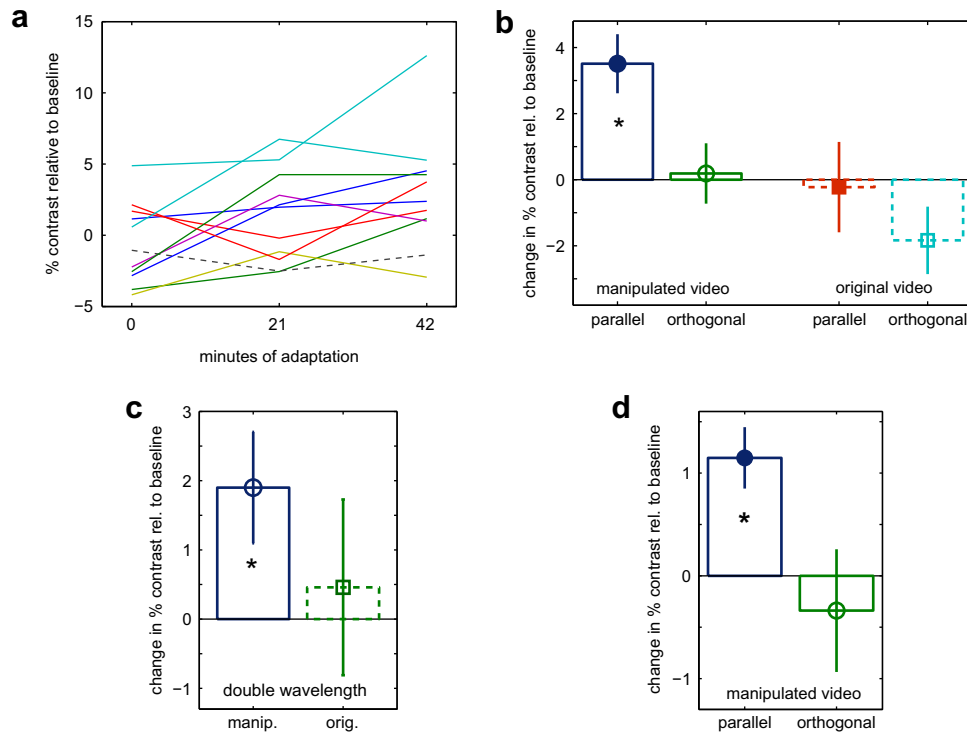 a
% contrast relative to baseline
15
10
5
0
−5
0 21 42
minutes of adaptation
b
change in % contrast rel. to baseline
4
2
0
−2
*
manipulated video original video
parallel orthogonal parallel orthogonal
c
change in % contrast rel. to baseline
3
2
1
0
−1
*
double wavelength
manip. orig.
d
change in % contrast rel. to baseline
1
0
−1
*
manipulated video
parallel orthogonal